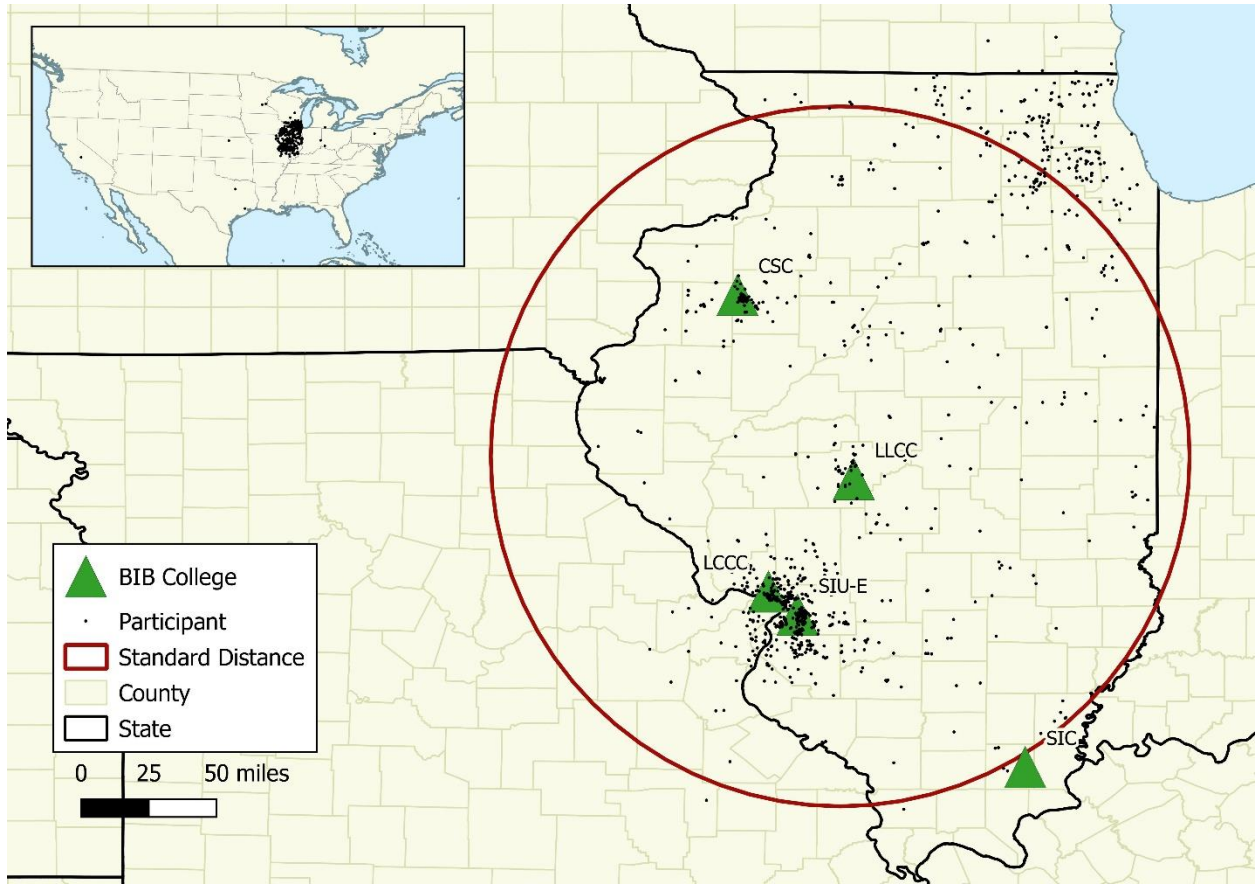 CSC
LLCC
LCCC
SIU-E
SIC
BIB College
Participant
Standard Distance
County
State
0 25 50 miles